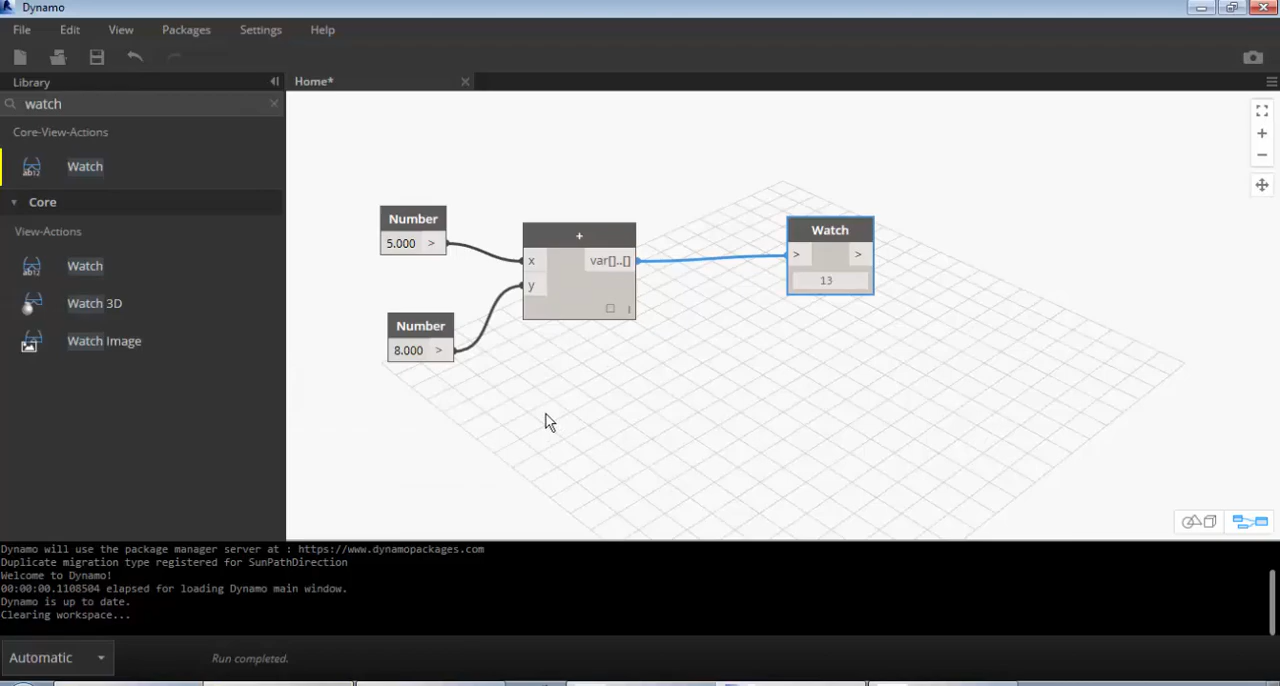 Dynamo
File Edit View Packages Settings Help
Library
Home*
watch
Core-View-Actions
ab12 Watch
Core
View-Actions
ab12 Watch
Watch 3D
Watch Image
Number
5.000 >
Number
8.000 >
+
x var[]..[]
y
Watch
> >
13
Dynamo will use the package manager server at : https://www.dynamopackages.com
Duplicate migration type registered for SunPathDirection
Welcome to Dynamo!
00:00:00.1108504 elapsed for loading Dynamo main window.
Dynamo is up to date.
Clearing workspace...
Automatic
Run completed.